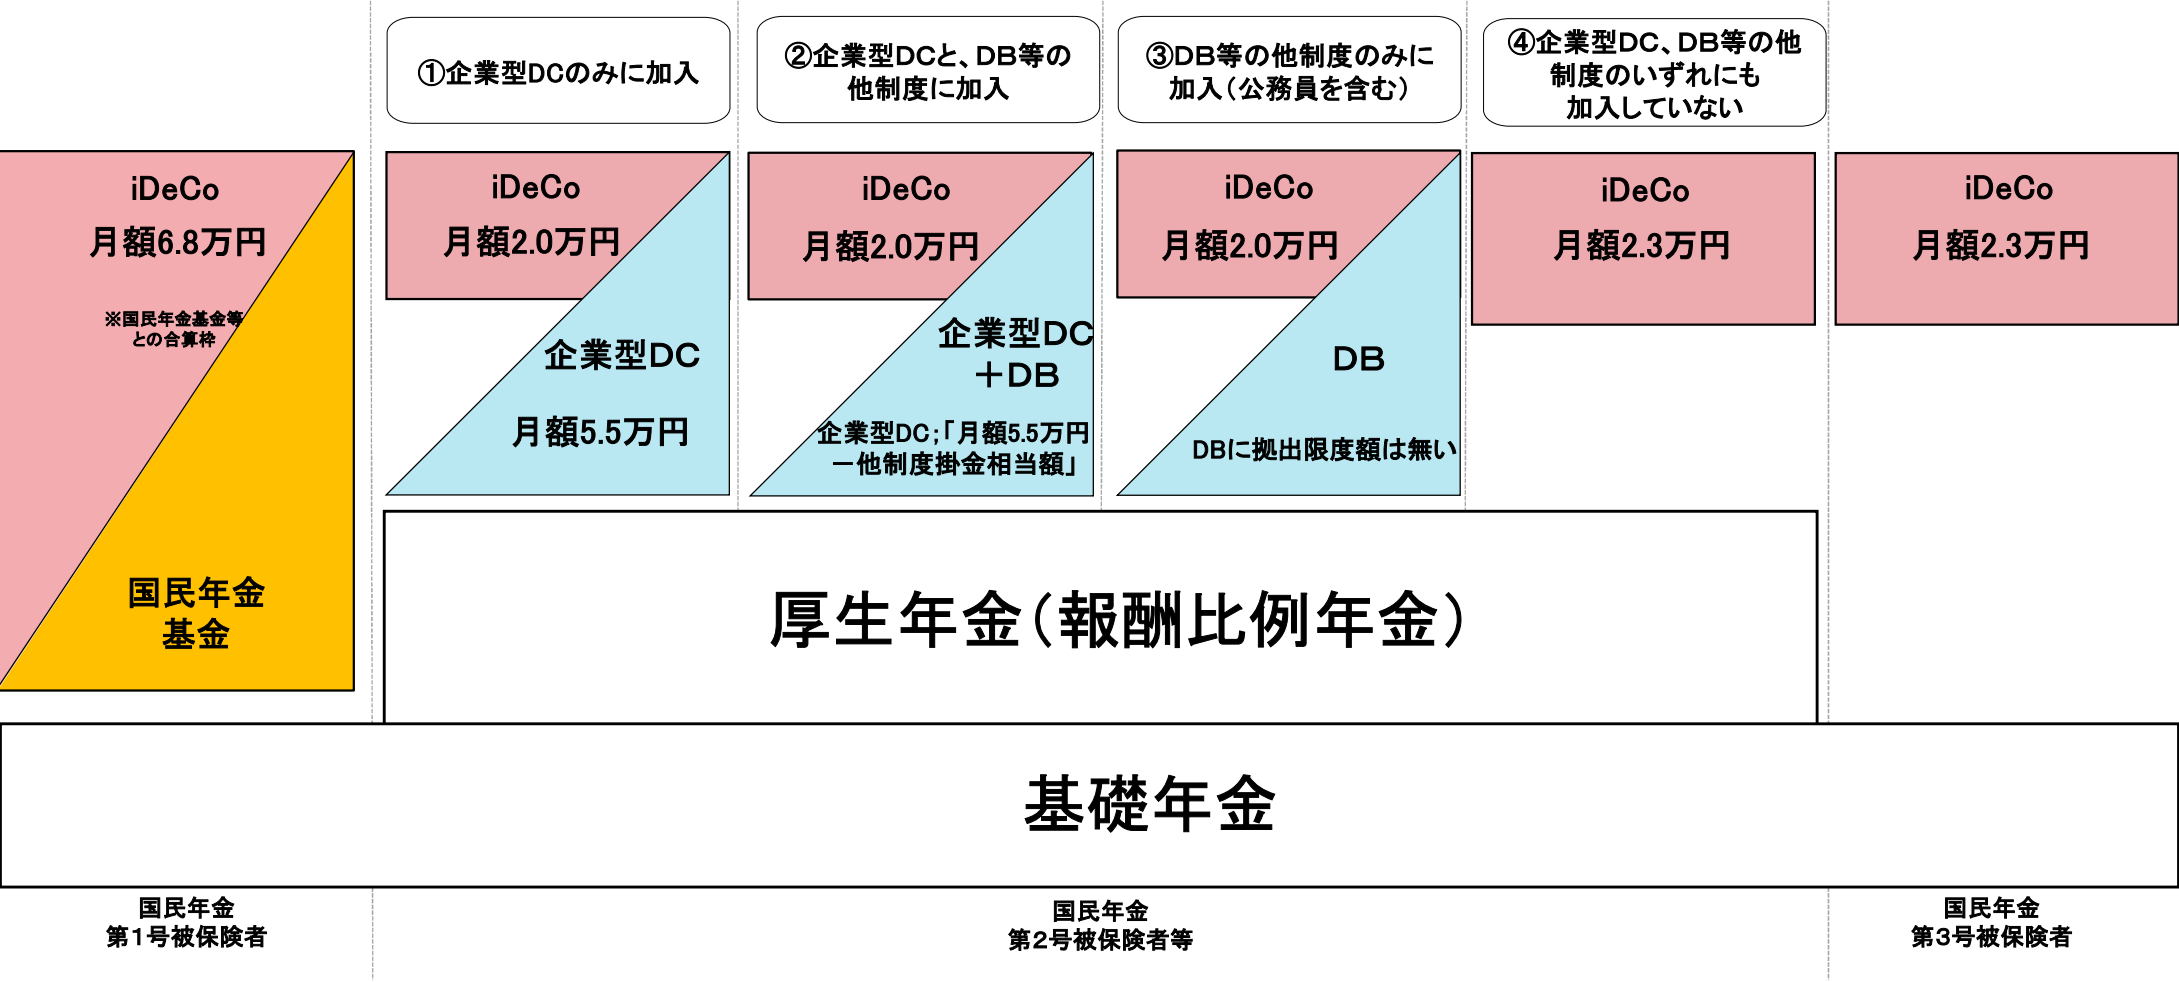 ①企業型DCのみに加入
②企業型DCと、DB等の
他制度に加入
③DB等の他制度のみに
加入(公務員を含む)
④企業型DC、DB等の他
制度のいずれにも
加入していない
iDeCo
月額6.8万円
※国民年金基金等
との合算枠
国民年金
基金
iDeCo
月額2.0万円
企業型DC
月額5.5万円
iDeCo
月額2.0万円
企業型DC
+DB
企業型DC;「月額5.5万円
-他制度掛金相当額」
iDeCo
月額2.0万円
DB
DBに拠出限度額は無い
iDeCo
月額2.3万円
iDeCo
月額2.3万円
厚生年金(報酬比例年金)
基礎年金
国民年金
第1号被保険者
国民年金
第2号被保険者等
国民年金
第3号被保険者